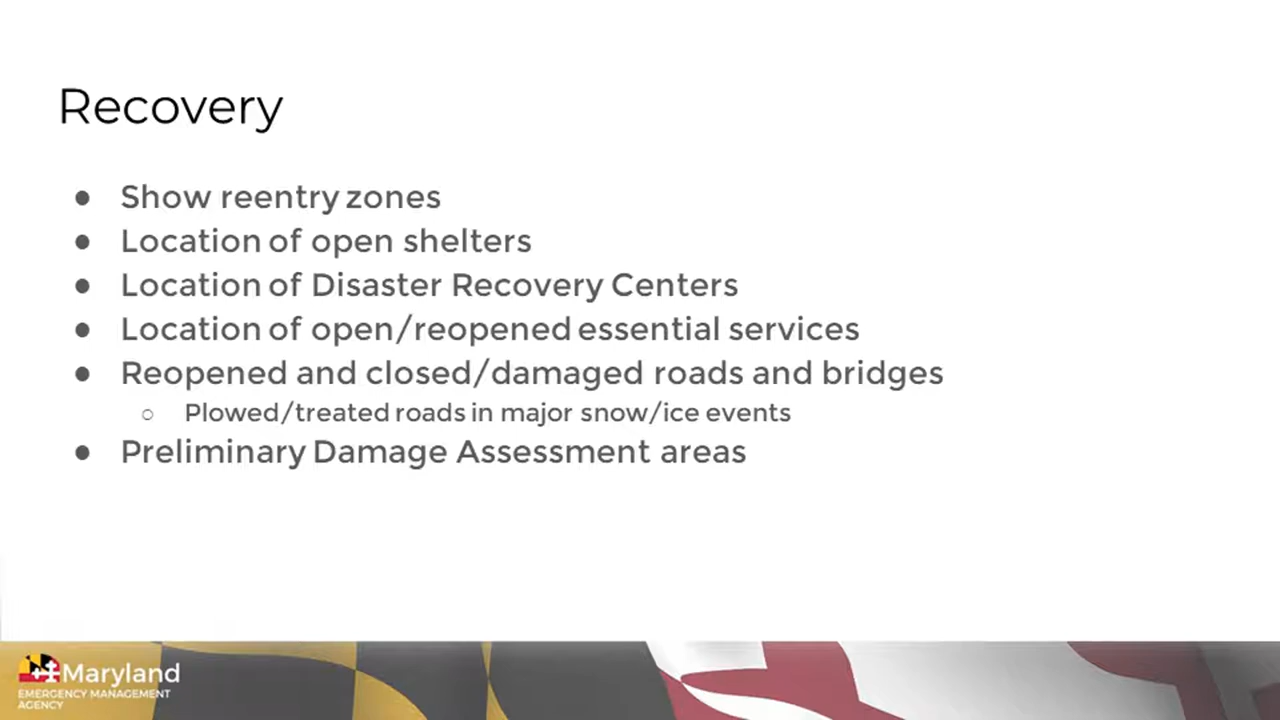 Recovery
● Show reentry zones
● Location of open shelters
● Location of Disaster Recovery Centers
● Location of open/reopened essential services
● Reopened and closed/damaged roads and bridges
○ Plowed/treated roads in major snow/ice events
● Preliminary Damage Assessment areas
Maryland
EMERGENCY MANAGEMENT
AGENCY